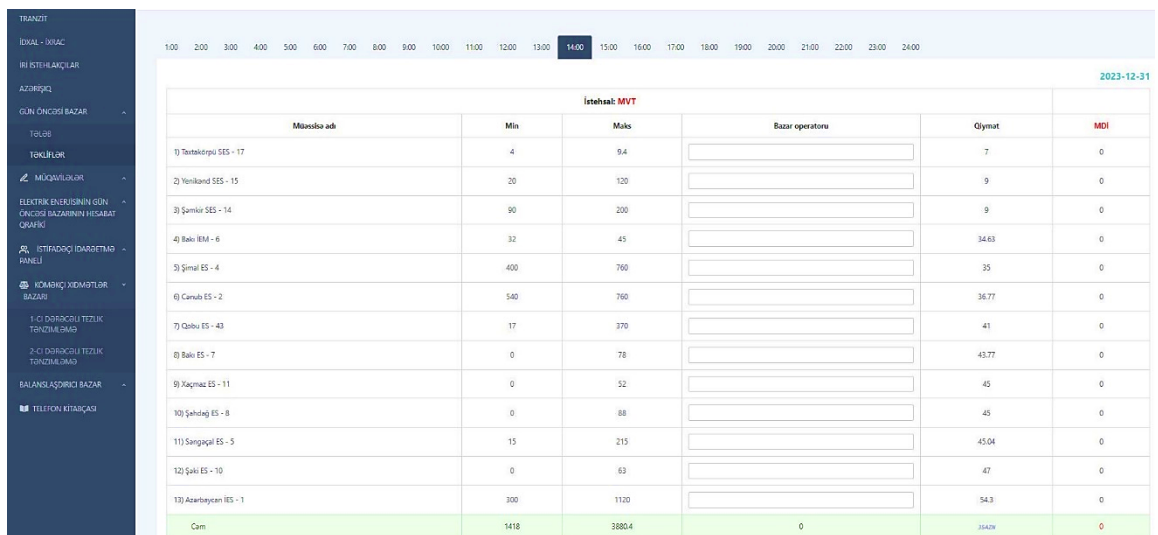 TRANZİT
İDXAL - İXRAC
İRİ İSTEHLAKÇILAR
AZƏRİŞIQ
GÜN ÖNCƏSİ BAZAR
TƏLƏB
TƏKLİFLƏR
MÜQAVİLƏLƏR
ELEKTRİK ENERJİSİNİN GÜN
ÖNCƏSİ BAZARININ HESABAT
QRAFİKİ
İSTİFADƏÇİ İDARƏETMƏ
PANELİ
KÖMƏKÇİ XİDMƏTLƏR
BAZARI
1-Cİ DƏRƏCƏLİ TEZLİK
TƏNZİMLƏMƏ
2-Cİ DƏRƏCƏLİ TEZLİK
TƏNZİMLƏMƏ
BALANSLAŞDIRICI BAZAR
TELEFON KİTABÇASI
1:00 2:00 3:00 4:00 5:00 6:00 7:00 8:00 9:00 10:00 11:00 12:00 13:00 14:00 15:00 16:00 17:00 18:00 19:00 20:00 21:00 22:00 23:00 24:00
2023-12-31
İstehsal: MVT
Müəssisə adı Min Maks Bazar operatoru Qiymət MDİ
1) Taxtakörpü SES - 17 4 9.4 7 0
2) Yenikənd SES - 15 20 120 9 0
3) Şəmkir SES - 14 90 200 9 0
4) Bakı İEM - 6 32 45 34.63 0
5) Şimal ES - 4 400 760 35 0
6) Cənub ES - 2 540 760 36.77 0
7) Qobu ES - 43 17 370 41 0
8) Bakı ES - 7 0 78 43.77 0
9) Xaçmaz ES - 11 0 52 45 0
10) Şahdağ ES - 8 0 88 45 0
11) Səngəçal ES - 5 15 215 45.04 0
12) Şəki ES - 10 0 63 47 0
13) Azərbaycan İES - 1 300 1120 54.3 0
Cəm 1418 3880.4 0 0